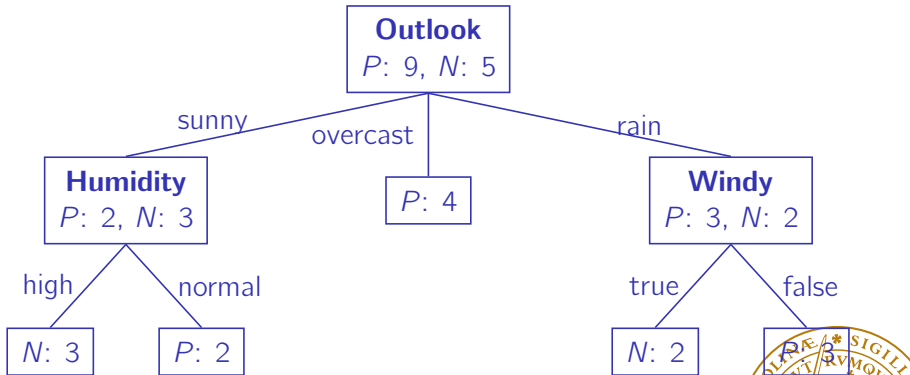 Outlook
P: 9, N: 5
sunny
overcast
rain
Humidity
P: 2, N: 3
P: 4
Windy
P: 3, N: 2
high
normal
true
false
N: 3
P: 2
N: 2
P: 3